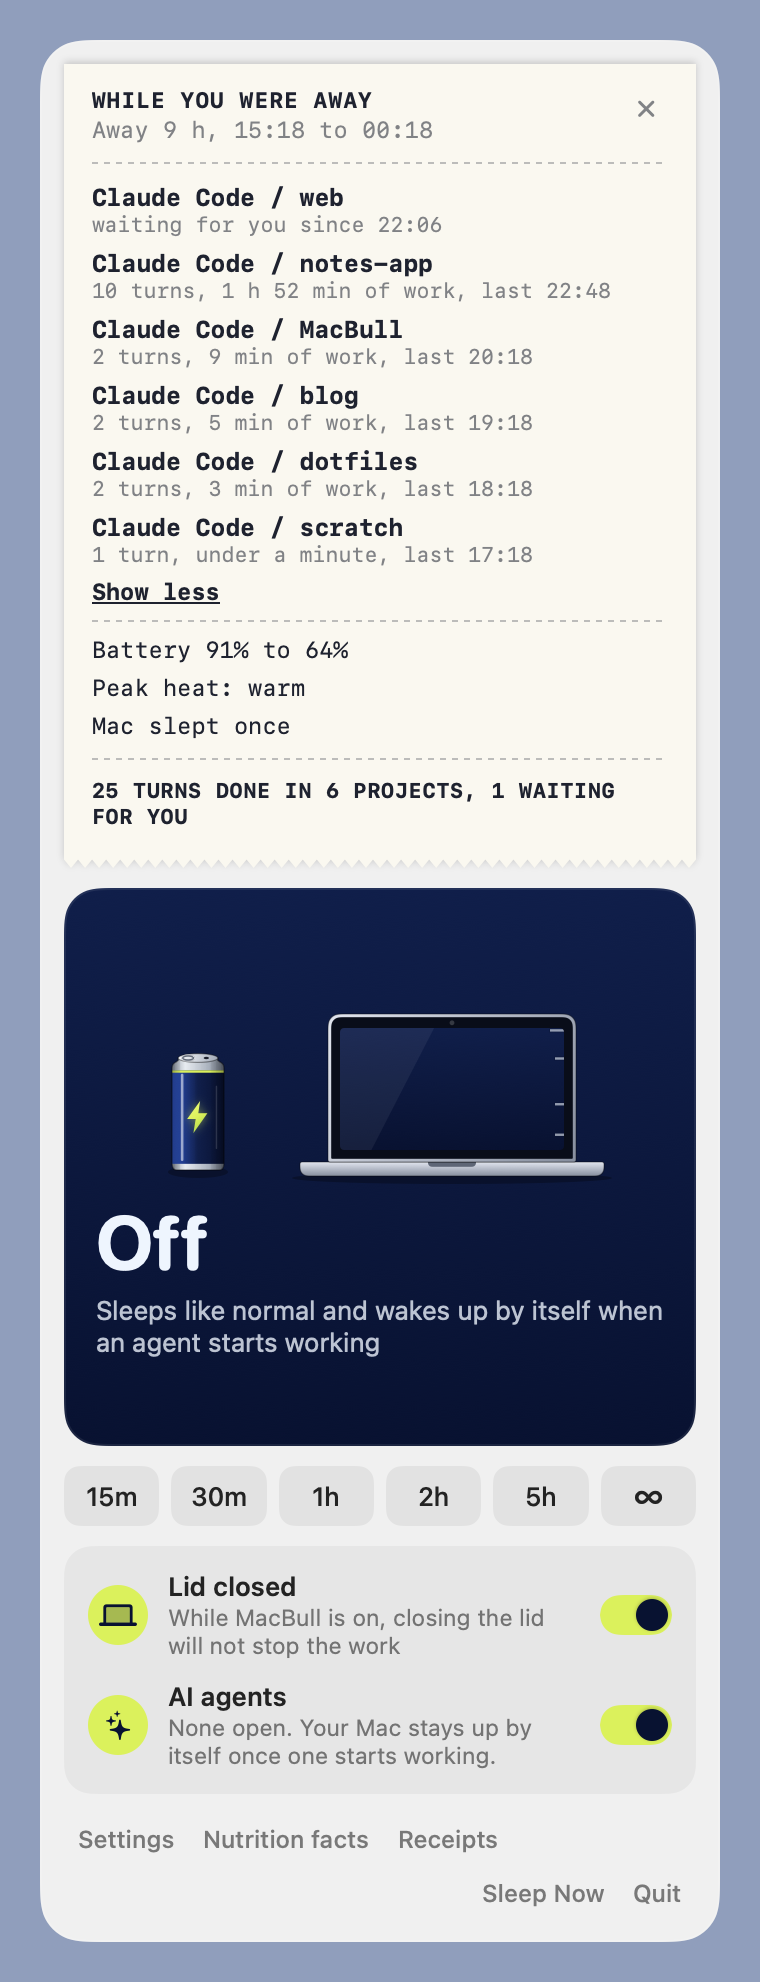 WHILE YOU WERE AWAY
Away 9 h, 15:18 to 00:18
Claude Code / web
waiting for you since 22:06
Claude Code / notes-app
10 turns, 1 h 52 min of work, last 22:48
Claude Code / MacBull
2 turns, 9 min of work, last 20:18
Claude Code / blog
2 turns, 5 min of work, last 19:18
Claude Code / dotfiles
2 turns, 3 min of work, last 18:18
Claude Code / scratch
1 turn, under a minute, last 17:18
Show less
Battery 91% to 64%
Peak heat: warm
Mac slept once
25 TURNS DONE IN 6 PROJECTS, 1 WAITING
FOR YOU
Off
Sleeps like normal and wakes up by itself when
an agent starts working
15m 30m 1h 2h 5h ∞
Lid closed
While MacBull is on, closing the lid
will not stop the work
AI agents
None open. Your Mac stays up by
itself once one starts working.
Settings Nutrition facts Receipts
Sleep Now Quit